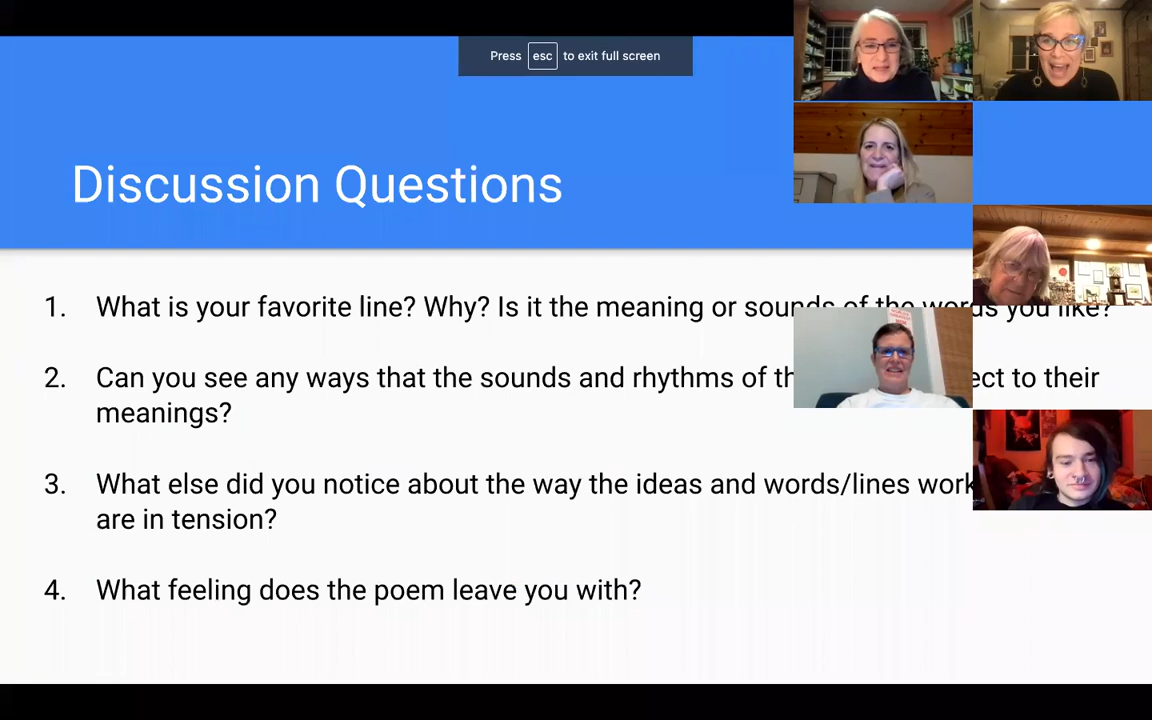 Press esc to exit full screen
Discussion Questions
1. What is your favorite line? Why? Is it the meaning or sounds of the words you like?
2. Can you see any ways that the sounds and rhythms of to their
meanings?
3. What else did you notice about the way the ideas and words/lines work
are in tension?
4. What feeling does the poem leave you with?